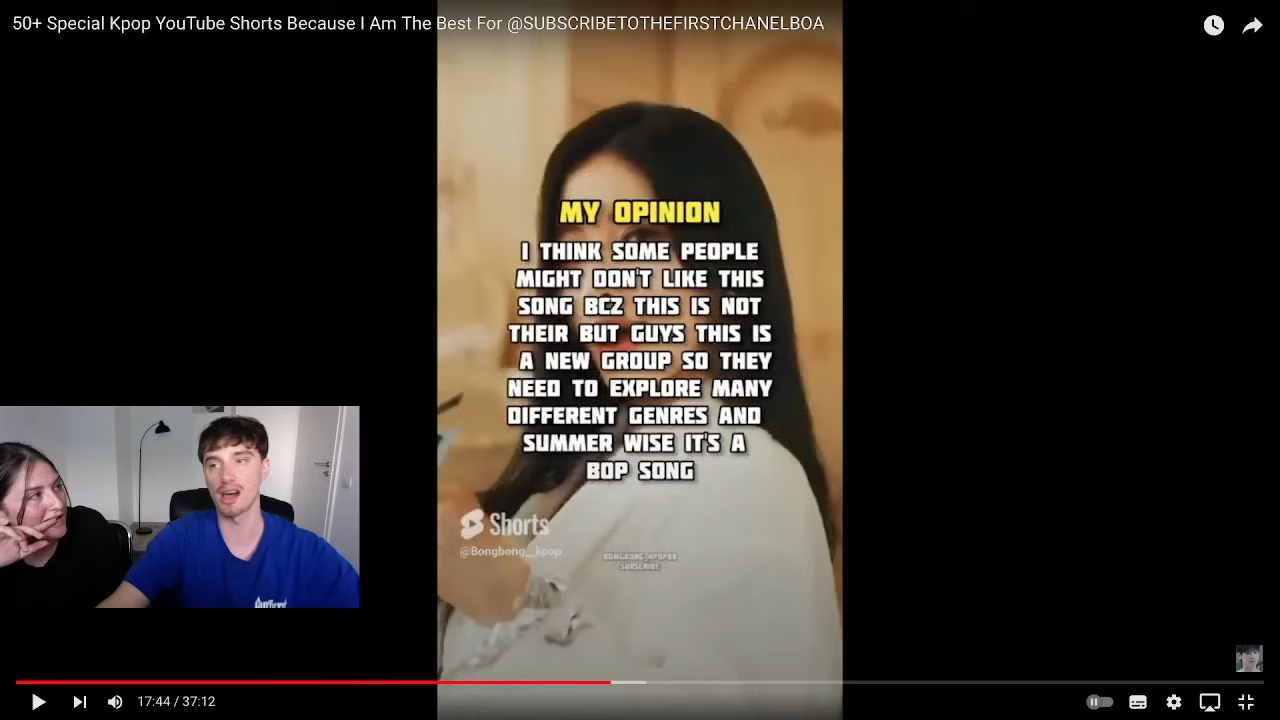 50+ Special Kpop YouTube Shorts Because I Am The Best For @SUBSCRIBETOTHEFIRSTCHANELBOA
MY OPINION
I THINK SOME PEOPLE
MIGHT DON'T LIKE THIS
SONG BCZ THIS IS NOT
THEIR BUT GUYS THIS IS
A NEW GROUP SO THEY
NEED TO EXPLORE MANY
DIFFERENT GENRES AND
SUMMER WISE IT'S A
BOP SONG
Shorts
@Bongbong__kpop
SUBSCRIBE
17:44 / 37:12